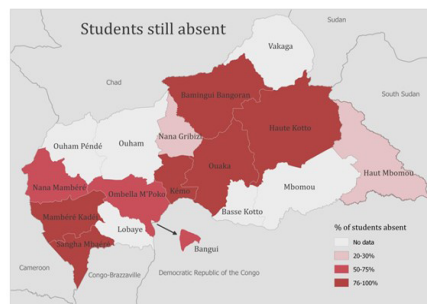 Students still absent
Sudan
Vakaga
Chad
Bamingui Bangoran
South Sudan
Nana Gribizi
Haute Kotto
Ouham Péndé
Ouham
Ouaka
Haut Mbomou
Nana Mambéré
Kémo
Mbomou
Ombella M'Poko
Basse Kotto
Mambéré Kadéï
Lobaye
Sangha Mbaéré
Bangui
Cameroon
Congo-Brazzaville
Democratic Republic of the Congo
% of students absent
No data
20-30%
50-75%
76-100%